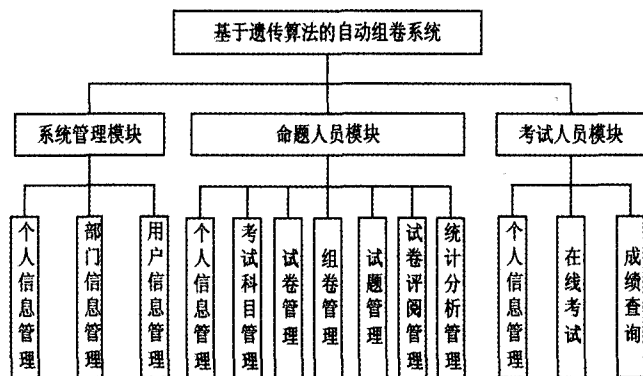 基于遗传算法的自动组卷系统
系统管理模块
命题人员模块
考试人员模块
个人信息管理
部门信息管理
用户信息管理
个人信息管理
考试科目管理
试卷管理
组卷管理
试题管理
试卷评阅管理
统计分析管理
个人信息管理
在线考试
成绩查询